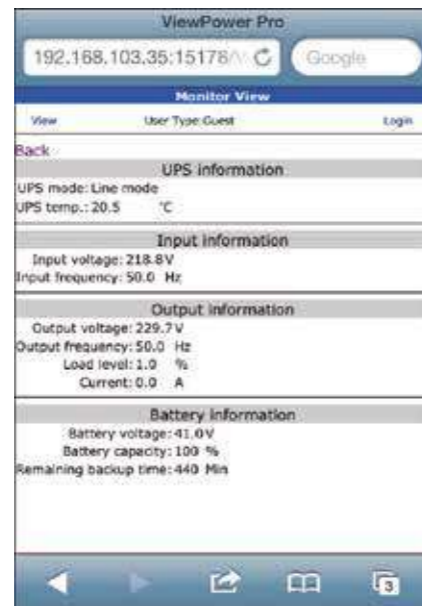 ViewPower Pro
192.168.103.35:15178/ Google
Monitor View
View User Type:Guest Login
Back
UPS information
UPS mode: Line mode
UPS temp.: 20.5 °C
Input information
Input voltage: 218.8V
Input frequency: 50.0 Hz
Output information
Output voltage: 229.7V
Output frequency: 50.0 Hz
Load level: 1.0 %
Current: 0.0 A
Battery information
Battery voltage: 41.0V
Battery capacity: 100 %
Remaining backup time: 440 Min
3